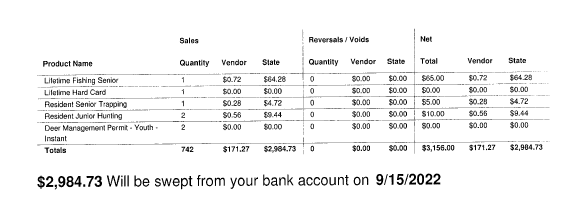 Sales Reversals / Voids Net
Product Name Quantity Vendor State Quantity Vendor State Total Vendor State
Lifetime Fishing Senior 1 $0.72 $64.28 0 $0.00 $0.00 $65.00 $0.72 $64.28
Lifetime Hard Card 1 $0.00 $0.00 0 $0.00 $0.00 $0.00 $0.00 $0.00
Resident Senior Trapping 1 $0.28 $4.72 0 $0.00 $0.00 $5.00 $0.28 $4.72
Resident Junior Hunting 2 $0.56 $9.44 0 $0.00 $0.00 $10.00 $0.56 $9.44
Deer Management Permit - Youth - 2 $0.00 $0.00 0 $0.00 $0.00 $0.00 $0.00 $0.00
Instant
Totals 742 $171.27 $2,984.73 0 $0.00 $0.00 $3,156.00 $171.27 $2,984.73
$2,984.73 Will be swept from your bank account on 9/15/2022